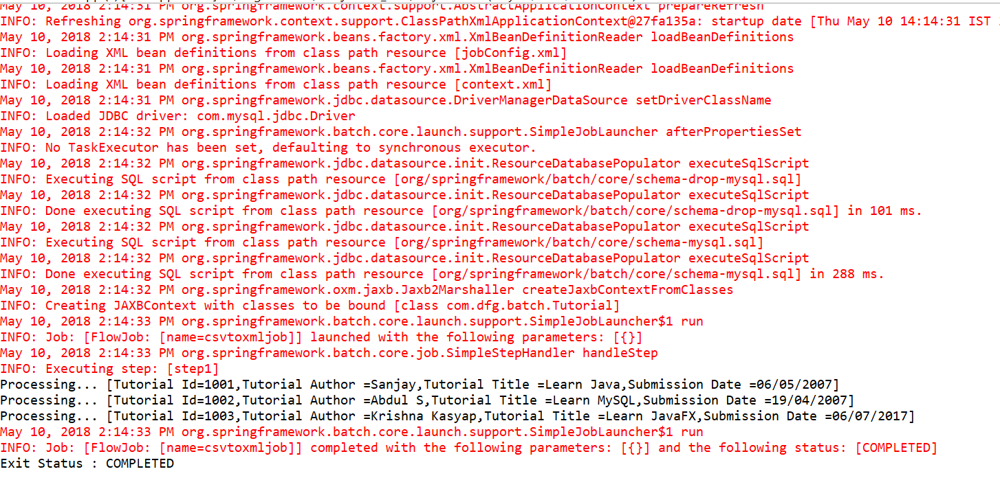 org.springframework.context.support.AbstractApplicationContext prepareRefresh
INFO: Refreshing org.springframework.context.support.ClassPathXmlApplicationContext@27fa135a: startup date [Thu May 10 14:14:31 IST
May 10, 2018 2:14:31 PM org.springframework.beans.factory.xml.XmlBeanDefinitionReader loadBeanDefinitions
INFO: Loading XML bean definitions from class path resource [jobConfig.xml]
May 10, 2018 2:14:31 PM org.springframework.beans.factory.xml.XmlBeanDefinitionReader loadBeanDefinitions
INFO: Loading XML bean definitions from class path resource [context.xml]
May 10, 2018 2:14:31 PM org.springframework.jdbc.datasource.DriverManagerDataSource setDriverClassName
INFO: Loaded JDBC driver: com.mysql.jdbc.Driver
May 10, 2018 2:14:32 PM org.springframework.batch.core.launch.support.SimpleJobLauncher afterPropertiesSet
INFO: No TaskExecutor has been set, defaulting to synchronous executor.
May 10, 2018 2:14:32 PM org.springframework.jdbc.datasource.init.ResourceDatabasePopulator executeSqlScript
INFO: Executing SQL script from class path resource [org/springframework/batch/core/schema-drop-mysql.sql]
May 10, 2018 2:14:32 PM org.springframework.jdbc.datasource.init.ResourceDatabasePopulator executeSqlScript
INFO: Done executing SQL script from class path resource [org/springframework/batch/core/schema-drop-mysql.sql] in 101 ms.
May 10, 2018 2:14:32 PM org.springframework.jdbc.datasource.init.ResourceDatabasePopulator executeSqlScript
INFO: Executing SQL script from class path resource [org/springframework/batch/core/schema-mysql.sql]
May 10, 2018 2:14:32 PM org.springframework.jdbc.datasource.init.ResourceDatabasePopulator executeSqlScript
INFO: Done executing SQL script from class path resource [org/springframework/batch/core/schema-mysql.sql] in 288 ms.
May 10, 2018 2:14:32 PM org.springframework.oxm.jaxb.Jaxb2Marshaller createJaxbContextFromClasses
INFO: Creating JAXBContext with classes to be bound [class com.dfg.batch.Tutorial]
May 10, 2018 2:14:33 PM org.springframework.batch.core.launch.support.SimpleJobLauncher$1 run
INFO: Job: [FlowJob: [name=csvtoxmljob]] launched with the following parameters: [{}]
May 10, 2018 2:14:33 PM org.springframework.batch.core.job.SimpleStepHandler handleStep
INFO: Executing step: [step1]
Processing... [Tutorial Id=1001,Tutorial Author =Sanjay,Tutorial Title =Learn Java,Submission Date =06/05/2007]
Processing... [Tutorial Id=1002,Tutorial Author =Abdul S,Tutorial Title =Learn MySQL,Submission Date =19/04/2007]
Processing... [Tutorial Id=1003,Tutorial Author =Krishna Kasyap,Tutorial Title =Learn JavaFX,Submission Date =06/07/2017]
May 10, 2018 2:14:33 PM org.springframework.batch.core.launch.support.SimpleJobLauncher$1 run
INFO: Job: [FlowJob: [name=csvtoxmljob]] completed with the following parameters: [{}] and the following status: [COMPLETED]
Exit Status : COMPLETED